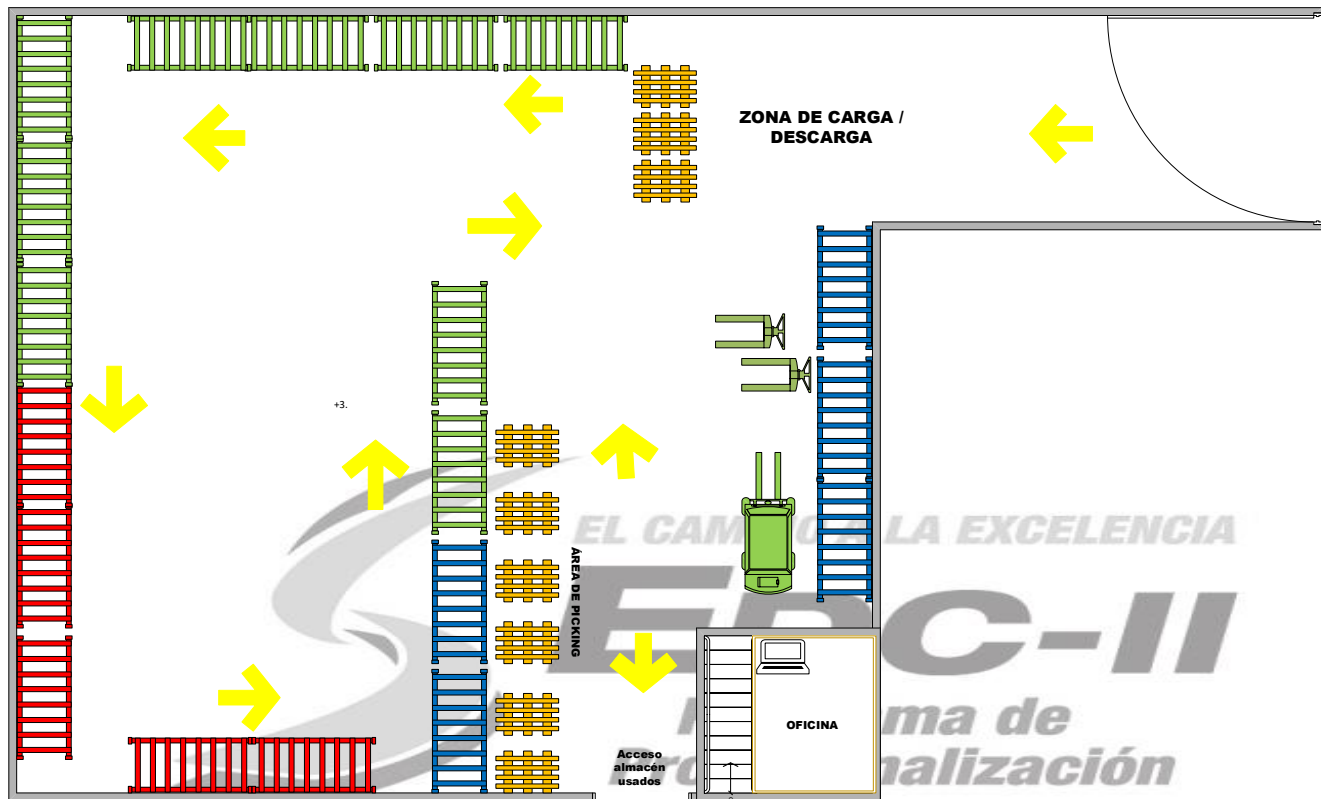 ZONA DE CARGA /
DESCARGA
+3.
EL CAM O A LA EXCELENCIA
ÁREA DE PICKING
EDC-II
OFICINA
ma de
Acceso
almacén
usados
nalización